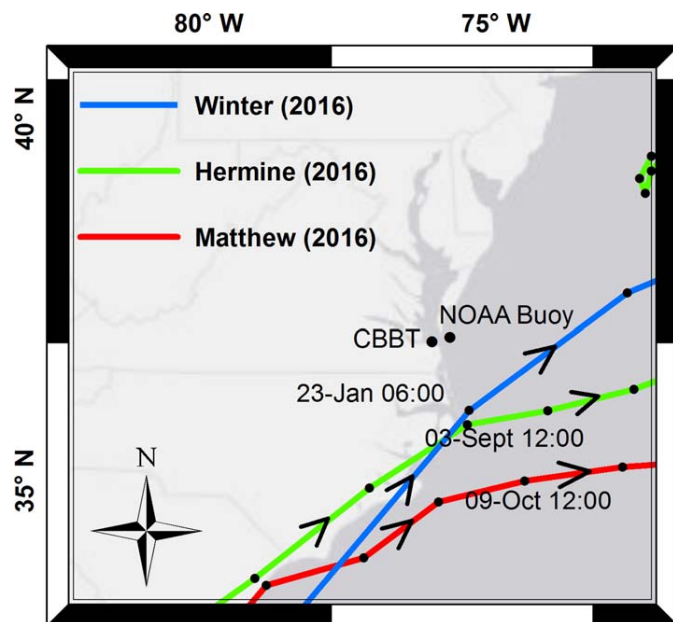 80° W
75° W
40° N
35° N
Winter (2016)
Hermine (2016)
Matthew (2016)
NOAA Buoy
CBBT
23-Jan 06:00
03-Sept 12:00
09-Oct 12:00
N